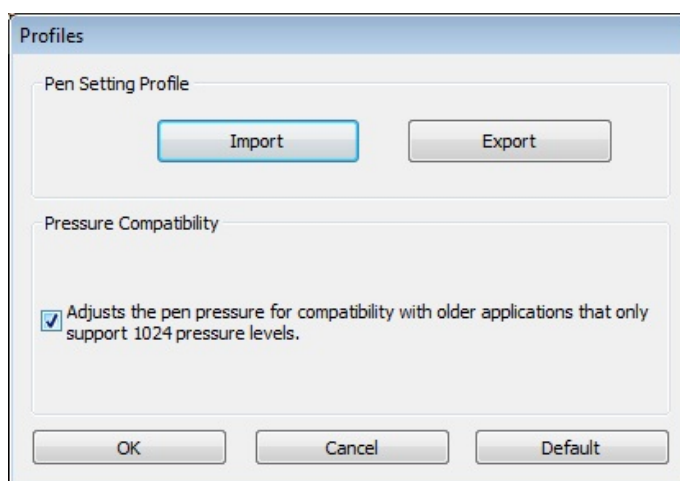 Profiles
Pen Setting Profile
Import Export
Pressure Compatibility
Adjusts the pen pressure for compatibility with older applications that only
support 1024 pressure levels.
OK Cancel Default